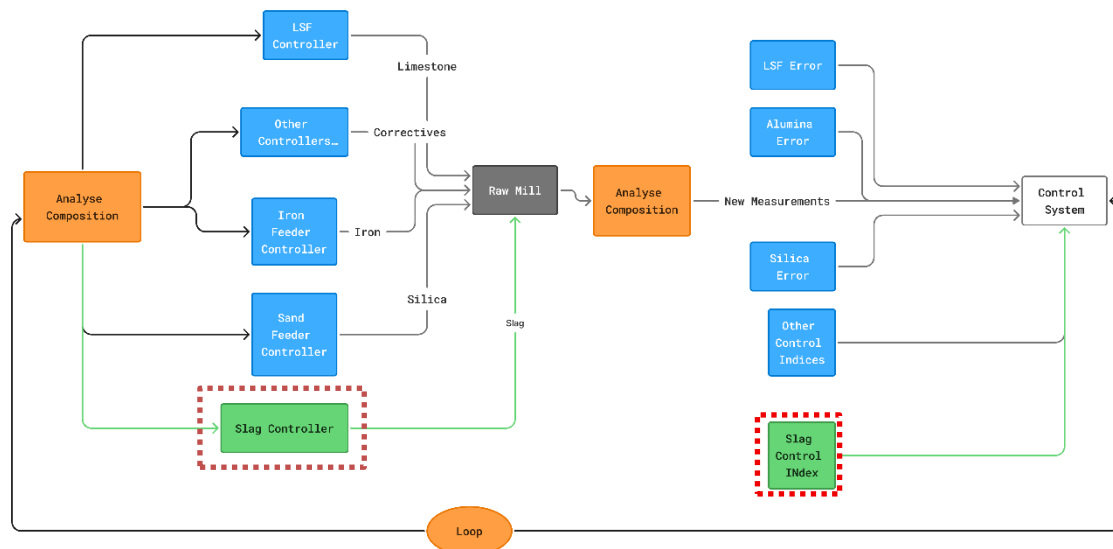 LSF
Controller
Limestone
Other
Controllers…
Correctives
Analyse
Composition
Iron
Feeder
Controller
Iron
Sand
Feeder
Controller
Silica
Slag Controller
Slag
Raw Mill
Analyse
Composition
New Measurements
LSF Error
Alumina
Error
Silica
Error
Other
Control
Indices
Slag
Control
INdex
Control
System
Loop